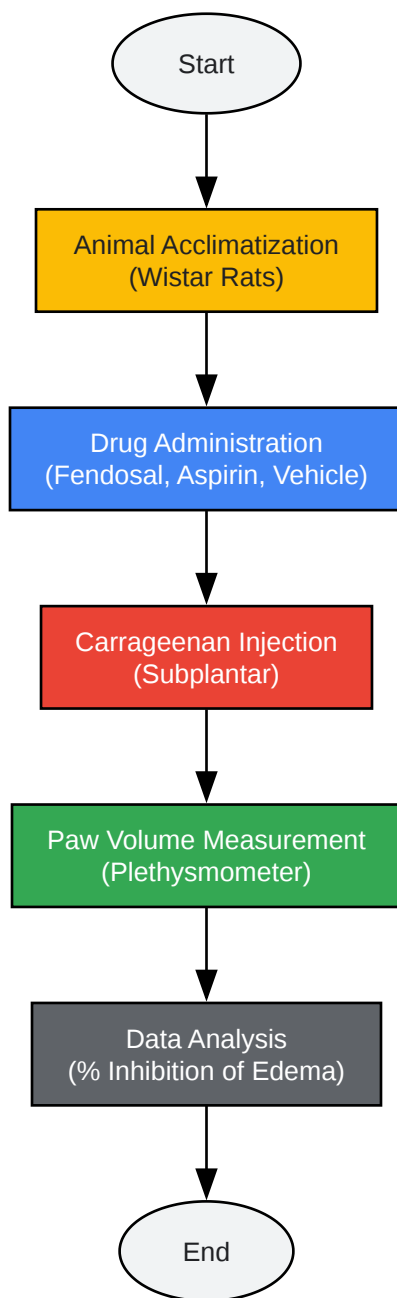 Start
Animal Acclimatization
(Wistar Rats)
Drug Administration
(Fendosal, Aspirin, Vehicle)
Carrageenan Injection
(Subplantar)
Paw Volume Measurement
(Plethysmometer)
Data Analysis
(% Inhibition of Edema)
End